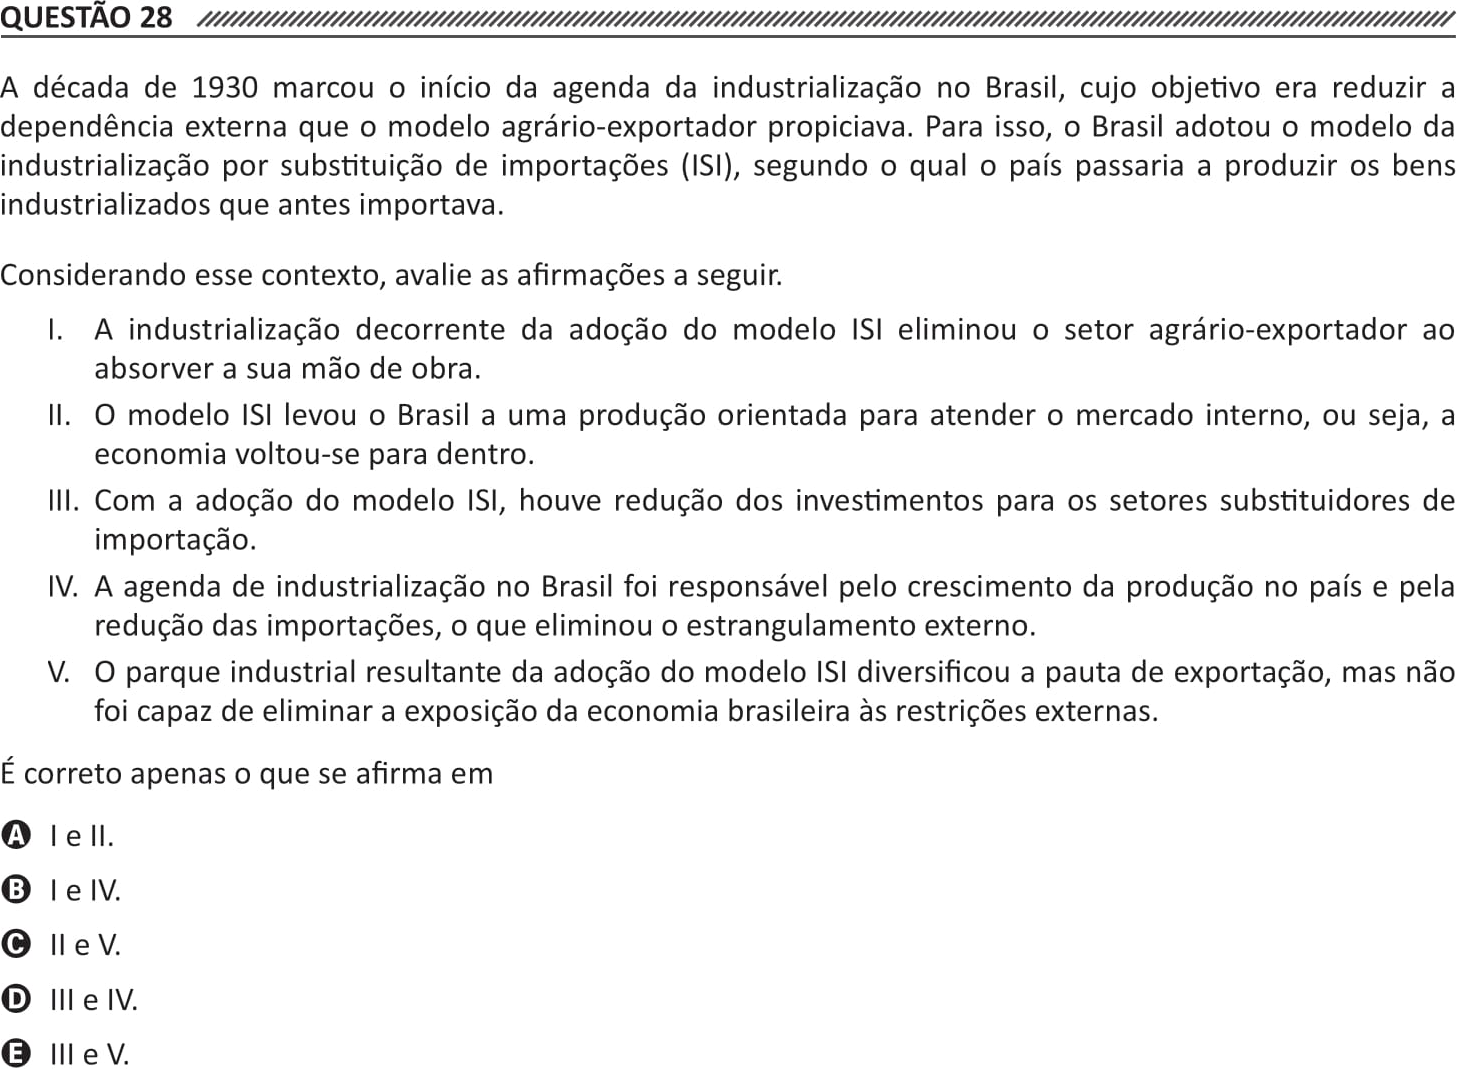 QUESTÃO 28
A década de 1930 marcou o início da agenda da industrialização no Brasil, cujo objetivo era reduzir a
dependência externa que o modelo agrário-exportador propiciava. Para isso, o Brasil adotou o modelo da
industrialização por substituição de importações (ISI), segundo o qual o país passaria a produzir os bens
industrializados que antes importava.
Considerando esse contexto, avalie as afirmações a seguir.
I. A industrialização decorrente da adoção do modelo ISI eliminou o setor agrário-exportador ao
absorver a sua mão de obra.
II. O modelo ISI levou o Brasil a uma produção orientada para atender o mercado interno, ou seja, a
economia voltou-se para dentro.
III. Com a adoção do modelo ISI, houve redução dos investimentos para os setores substituidores de
importação.
IV. A agenda de industrialização no Brasil foi responsável pelo crescimento da produção no país e pela
redução das importações, o que eliminou o estrangulamento externo.
V. O parque industrial resultante da adoção do modelo ISI diversificou a pauta de exportação, mas não
foi capaz de eliminar a exposição da economia brasileira às restrições externas.
É correto apenas o que se afirma em
A I e II.
B I e IV.
C II e V.
D III e IV.
E III e V.